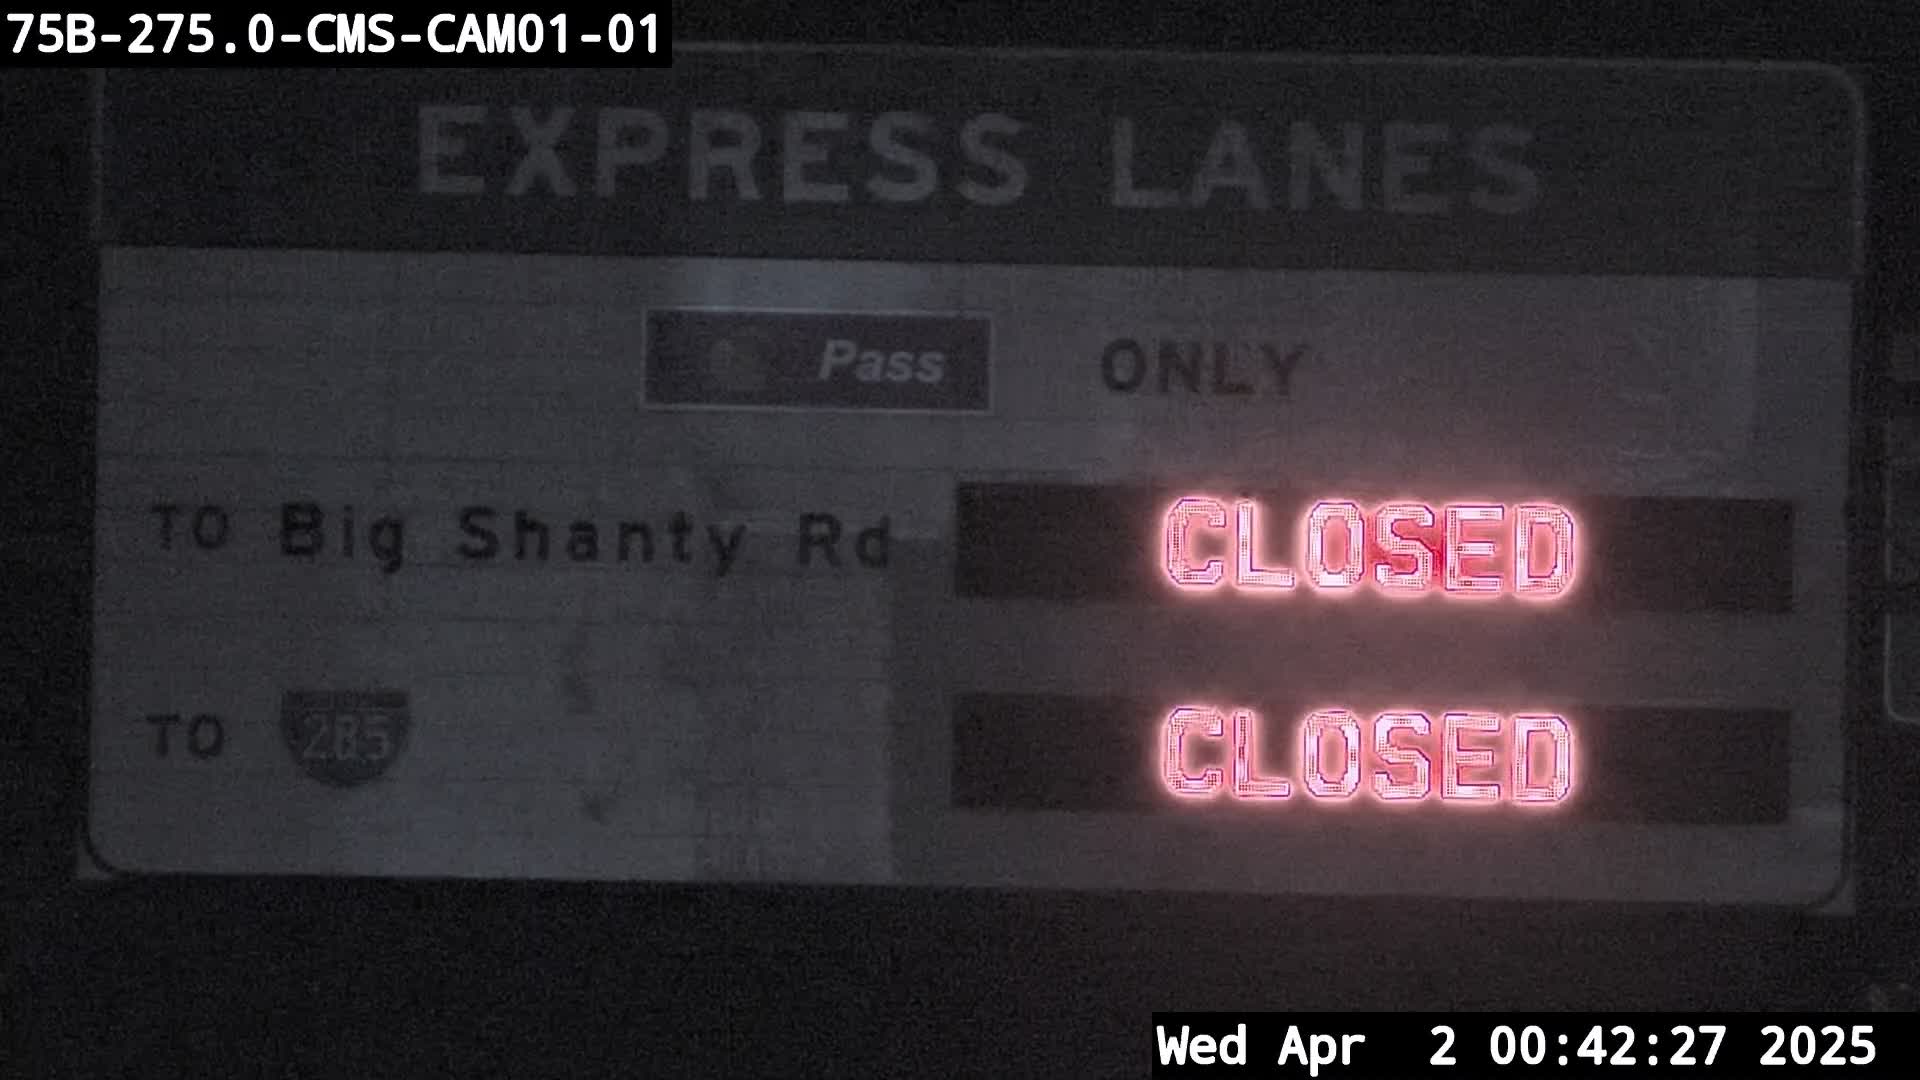 75B-275.0-CMS-CAM01-01
EXPRESS LANES
Pass ONLY
TO Big Shanty Rd CLOSED
TO 285 CLOSED
Wed Apr 2 00:42:27 2025